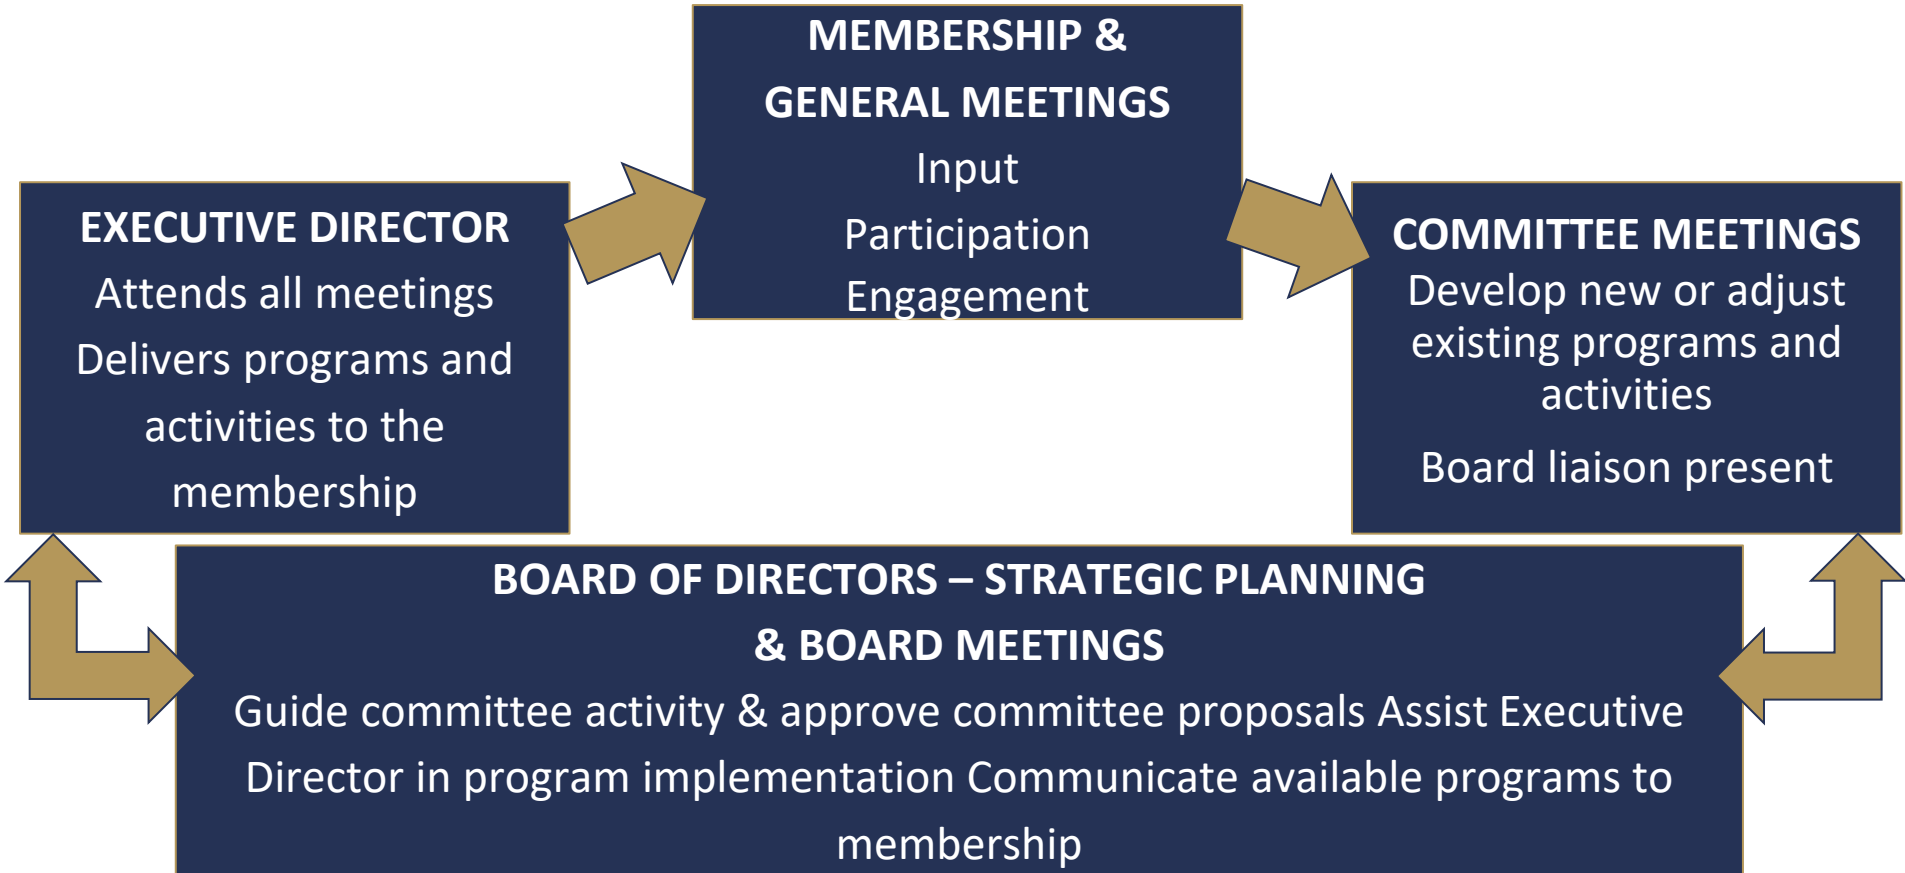 MEMBERSHIP &
GENERAL MEETINGS
Input
Participation
Engagement
EXECUTIVE DIRECTOR
Attends all meetings
Delivers programs and
activities to the
membership
COMMITTEE MEETINGS
Develop new or adjust
existing programs and
activities
Board liaison present
BOARD OF DIRECTORS – STRATEGIC PLANNING
& BOARD MEETINGS
Guide committee activity & approve committee proposals Assist Executive
Director in program implementation Communicate available programs to
membership